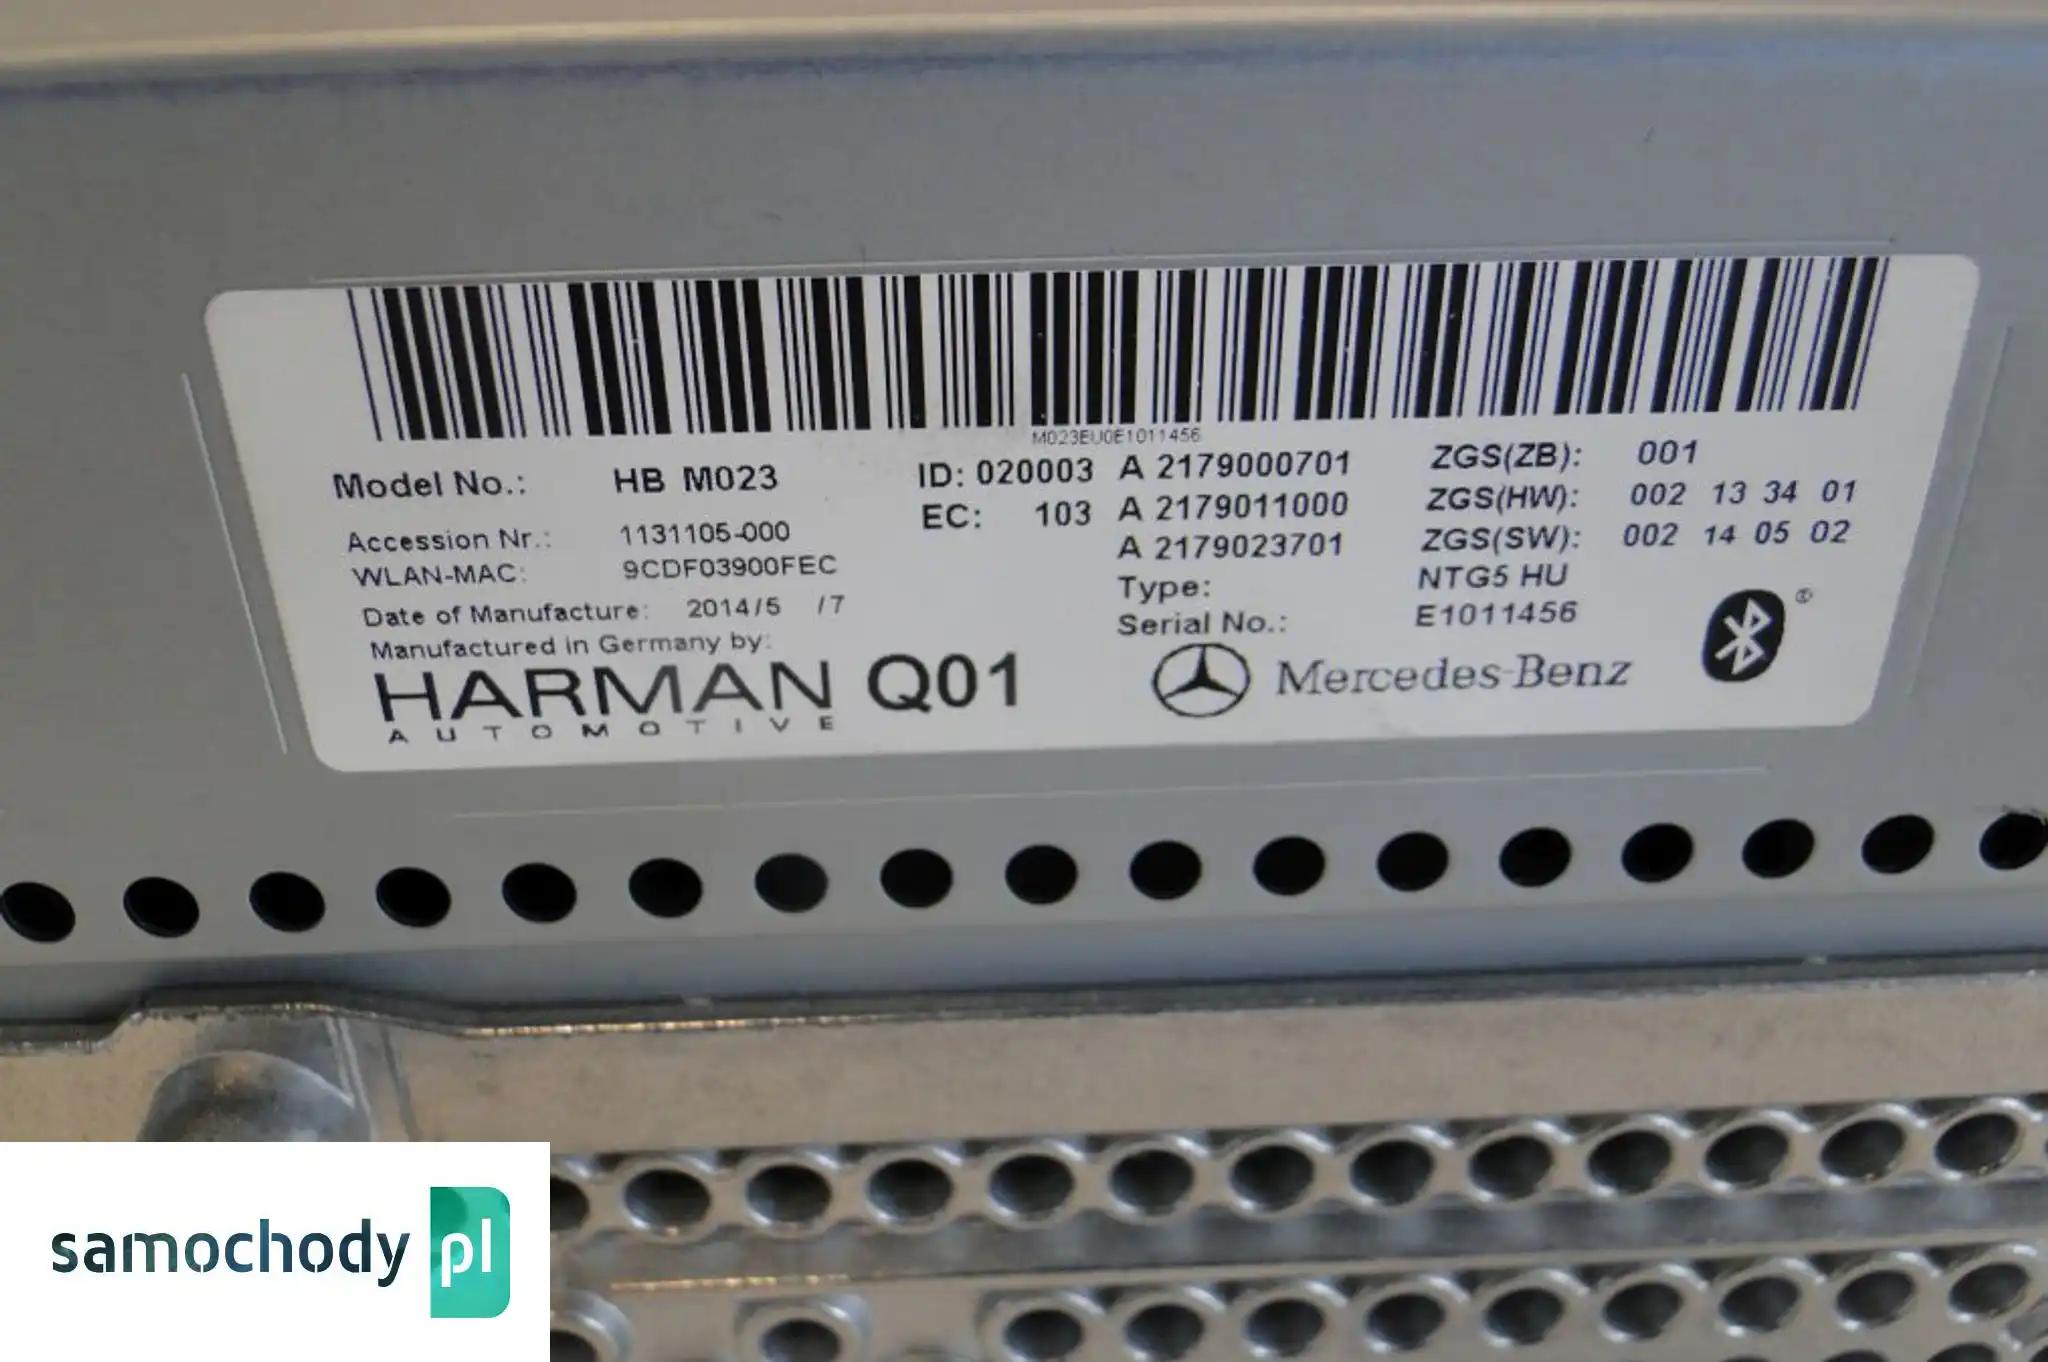 M023EU0E1011456
Model No.: HB M023 ID: 020003 A 2179000701 ZGS(ZB): 001
EC: 103 A 2179011000 ZGS(HW): 002 13 34 01
Accession Nr.: 1131105-000 A 2179023701 ZGS(SW): 002 14 05 02
WLAN-MAC: 9CDF03900FEC Type: NTG5 HU
Date of Manufacture: 2014/5 /7 Serial No.: E1011456
Manufactured in Germany by:
HARMAN Q01 Mercedes-Benz ®
AUTOMOTIVE
samochody pl